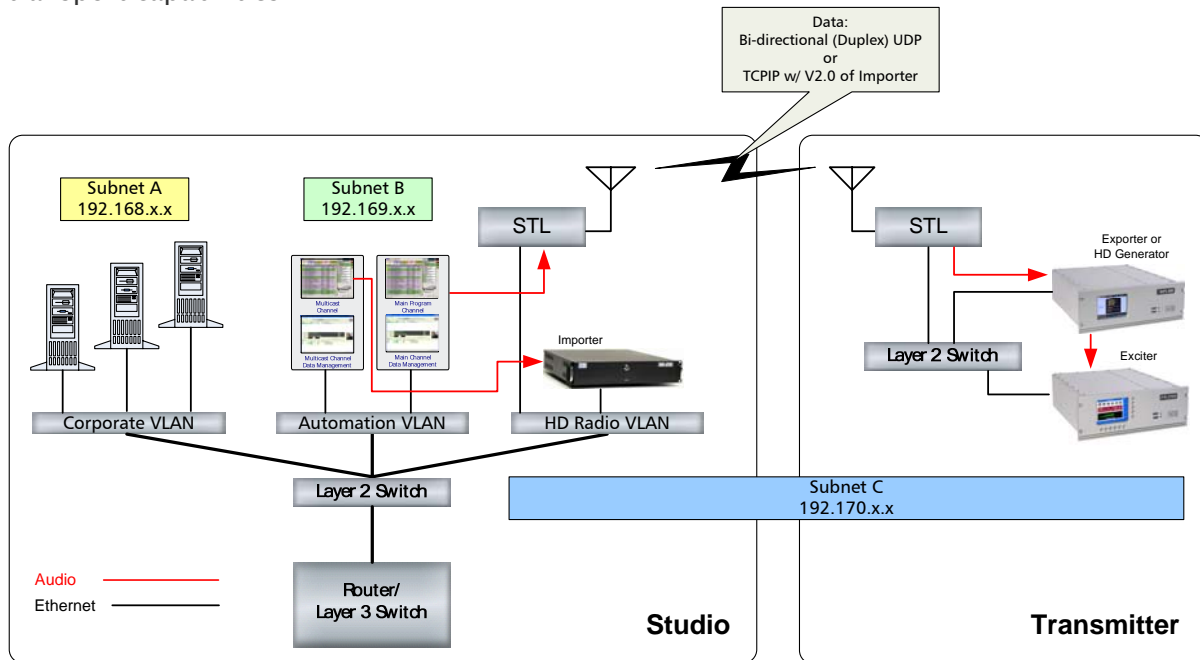 Data:
Bi-directional (Duplex) UDP
or
TCPIP w/ V2.0 of Importer
Subnet A
192.168.x.x
Subnet B
192.169.x.x
STL
Multicast
Channel
Multicast Channel
Data Management
Main Program
Channel
Main Channel
Data Management
Importer
Corporate VLAN
Automation VLAN
HD Radio VLAN
Layer 2 Switch
Router/
Layer 3 Switch
Audio
Ethernet
Studio
STL
Exporter or
HD Generator
Layer 2 Switch
Exciter
Subnet C
192.170.x.x
Transmitter